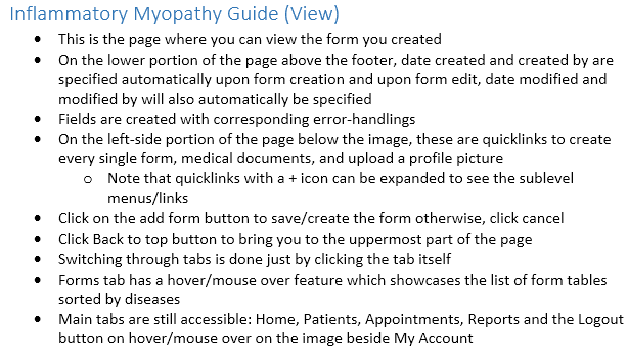 Inflammatory Myopathy Guide (View)
• This is the page where you can view the form you created
• On the lower portion of the page above the footer, date created and created by are
specified automatically upon form creation and upon form edit, date modified and
modified by will also automatically be specified
• Fields are created with corresponding error-handlings
• On the left-side portion of the page below the image, these are quicklinks to create
every single form, medical documents, and upload a profile picture
o Note that quicklinks with a + icon can be expanded to see the sublevel
menus/links
• Click on the add form button to save/create the form otherwise, click cancel
• Click Back to top button to bring you to the uppermost part of the page
• Switching through tabs is done just by clicking the tab itself
• Forms tab has a hover/mouse over feature which showcases the list of form tables
sorted by diseases
• Main tabs are still accessible: Home, Patients, Appointments, Reports and the Logout
button on hover/mouse over on the image beside My Account